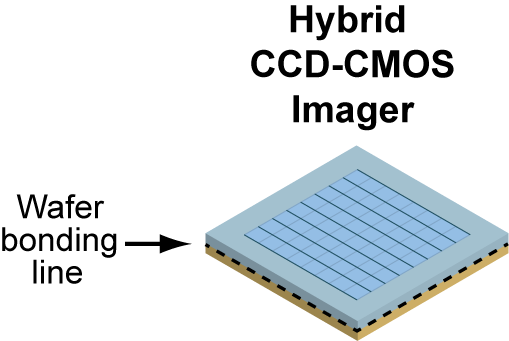 Hybrid
CCD-CMOS
Imager
Wafer
bonding
line